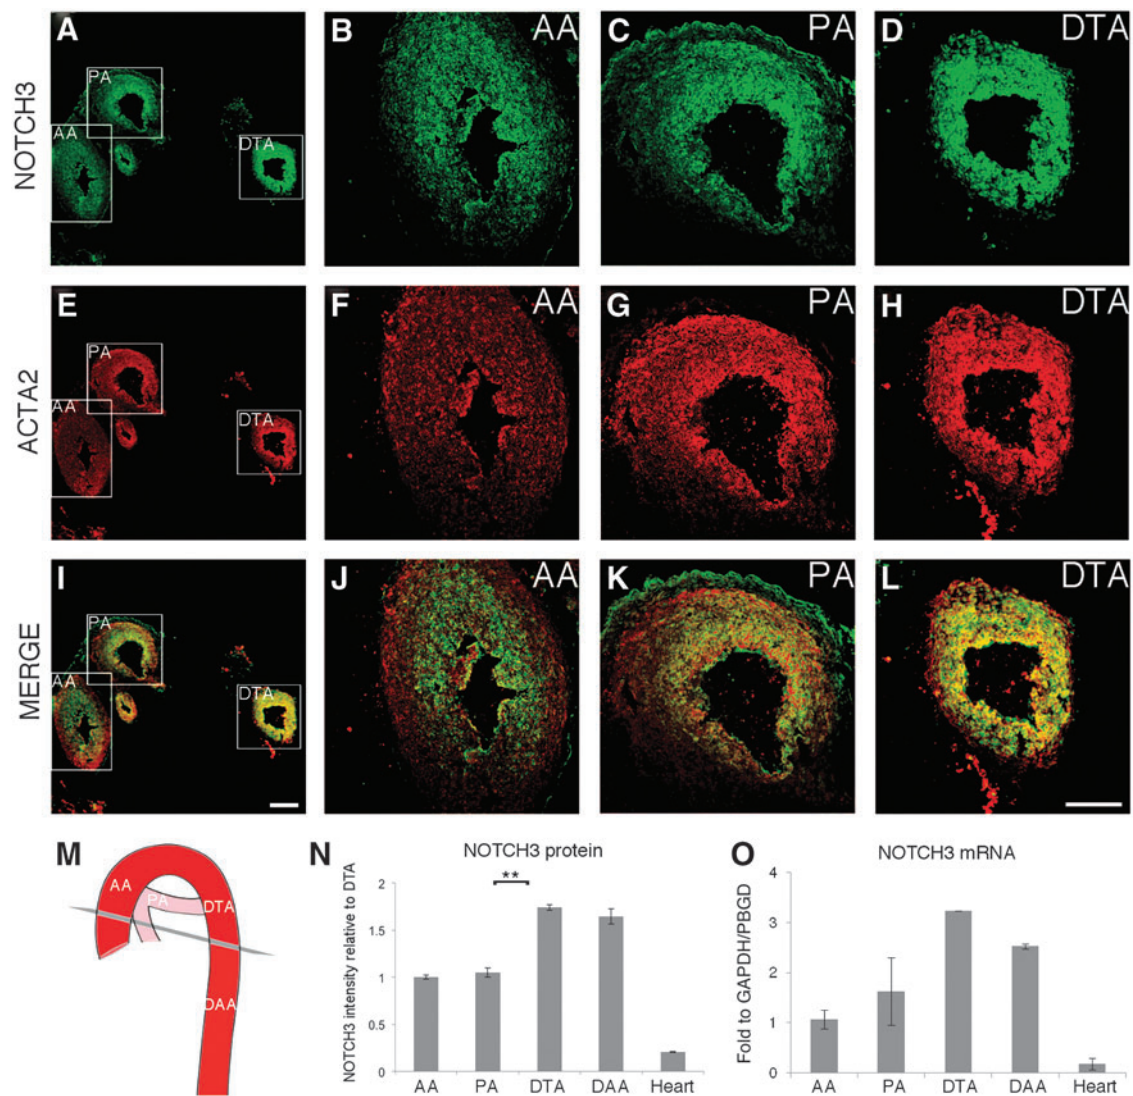 NOTCH3
A
PA
AA
DTA
B
AA
C
PA
D
DTA
ACTA2
E
PA
AA
DTA
F
AA
G
PA
H
DTA
MERGE
I
PA
AA
DTA
J
AA
K
PA
L
DTA
M
AA
PA
DTA
DAA
N
NOTCH3 protein
NOTCH3 intensity relative to DTA
**
2
1.5
1
0.5
0
AA PA DTA DAA Heart
O
NOTCH3 mRNA
Fold to GAPDH/PBGD
4
3
2
1
0
AA PA DTA DAA Heart